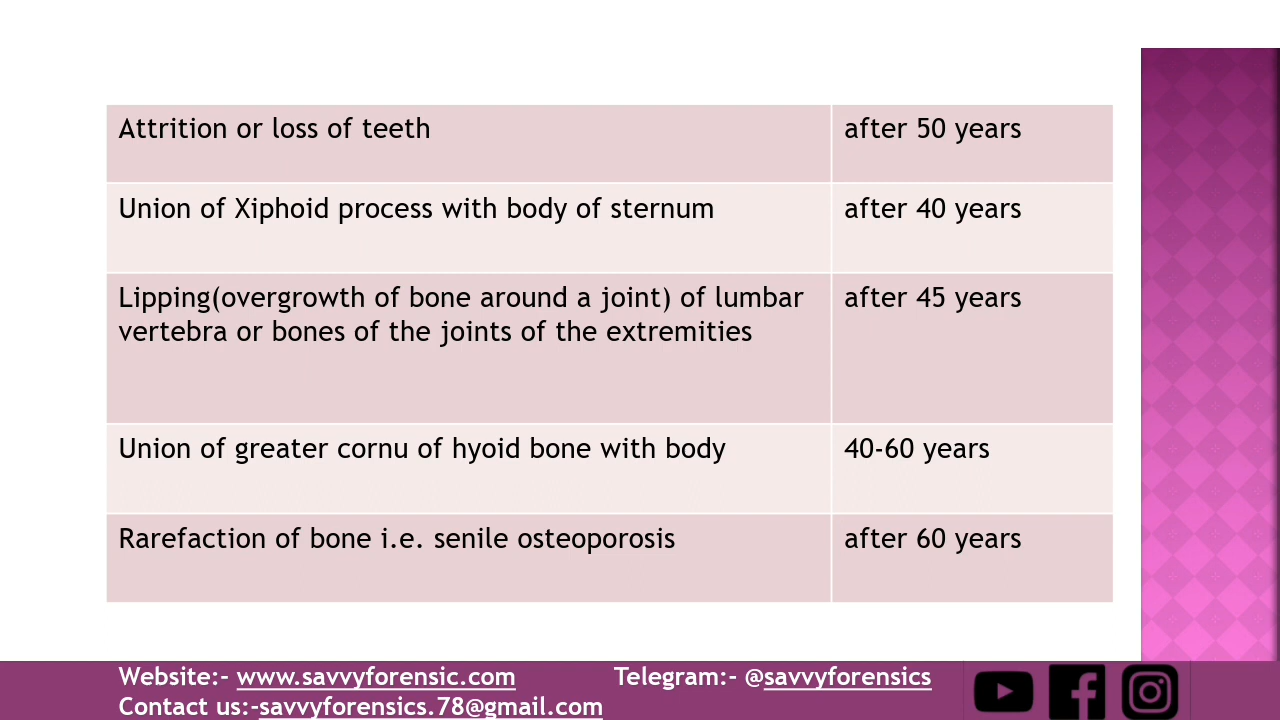 Attrition or loss of teeth after 50 years
Union of Xiphoid process with body of sternum after 40 years
Lipping(overgrowth of bone around a joint) of lumbar after 45 years
vertebra or bones of the joints of the extremities
Union of greater cornu of hyoid bone with body 40-60 years
Rarefaction of bone i.e. senile osteoporosis after 60 years
Website:- www.savvyforensic.com Telegram:- @savvyforensics
Contact us:-savvyforensics.78@gmail.com